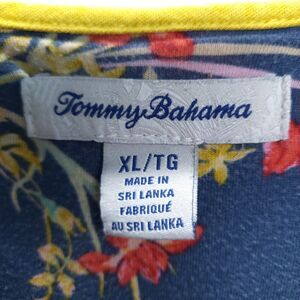 Tommy Bahama
XL/TG
MADE IN
SRI LANKA
FABRIQUÉ
AU SRI LANKA